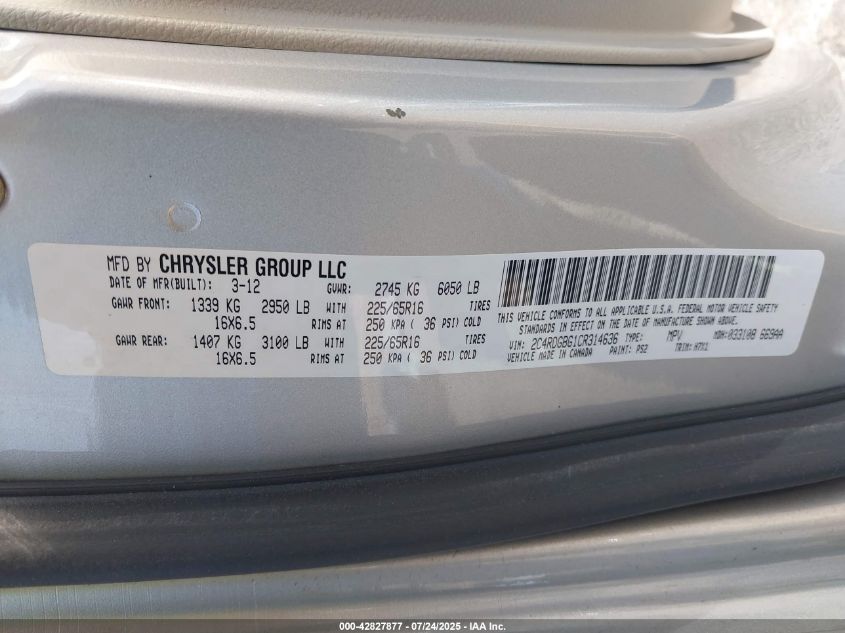 MFD BY CHRYSLER GROUP LLC
DATE OF MFR(BUILT): 3-12 GVWR: 2745 KG 6050 LB
GAWR FRONT: 1339 KG 2950 LB WITH 225/65R16 TIRES
16X6.5 RIMS AT 250 KPA ( 36 PSI) COLD
GAWR REAR: 1407 KG 3100 LB WITH 225/65R16 TIRES
16X6.5 RIMS AT 250 KPA ( 36 PSI) COLD
THIS VEHICLE CONFORMS TO ALL APPLICABLE U.S.A. FEDERAL MOTOR VEHICLE SAFETY
STANDARDS IN EFFECT ON THE DATE OF MANUFACTURE SHOWN ABOVE.
VIN: 2C4RDGBG1CR314636 TYPE: MPV MDH:033108 669AA
VEHICLE MADE IN CANADA PAINT: PS2 TRIM: H7X1
000-42827877 - 07/24/2025 - IAA Inc.